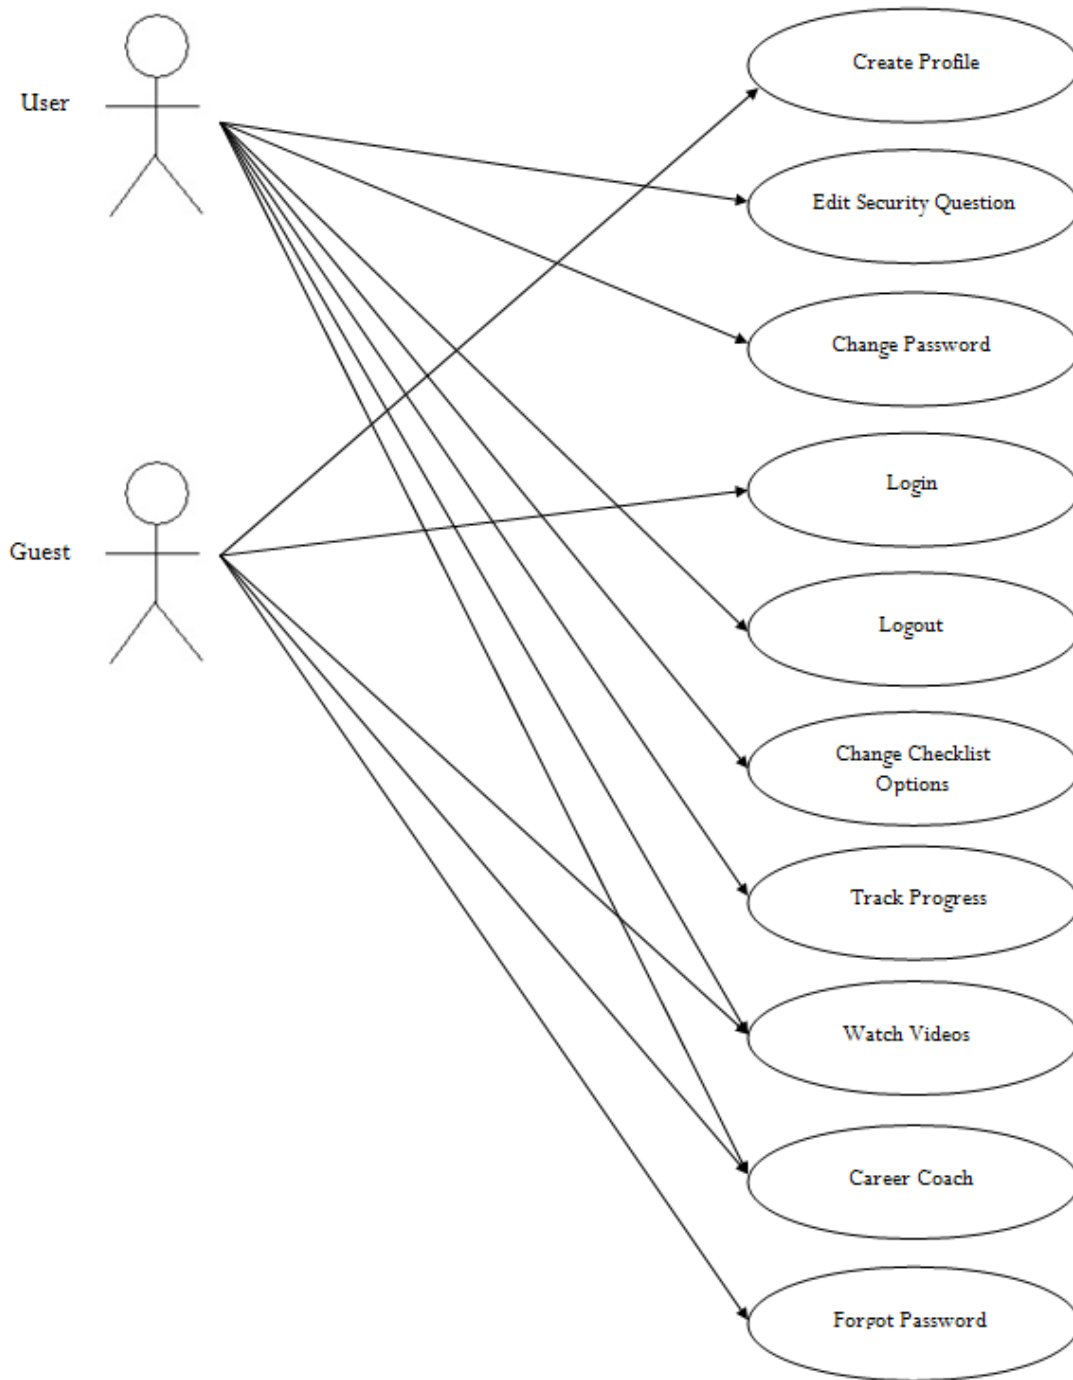 Create Profile
User
Edit Security Question
Change Password
Login
Guest
Logout
Change Checklist
Options
Track Progress
Watch Videos
Career Coach
Forgot Password